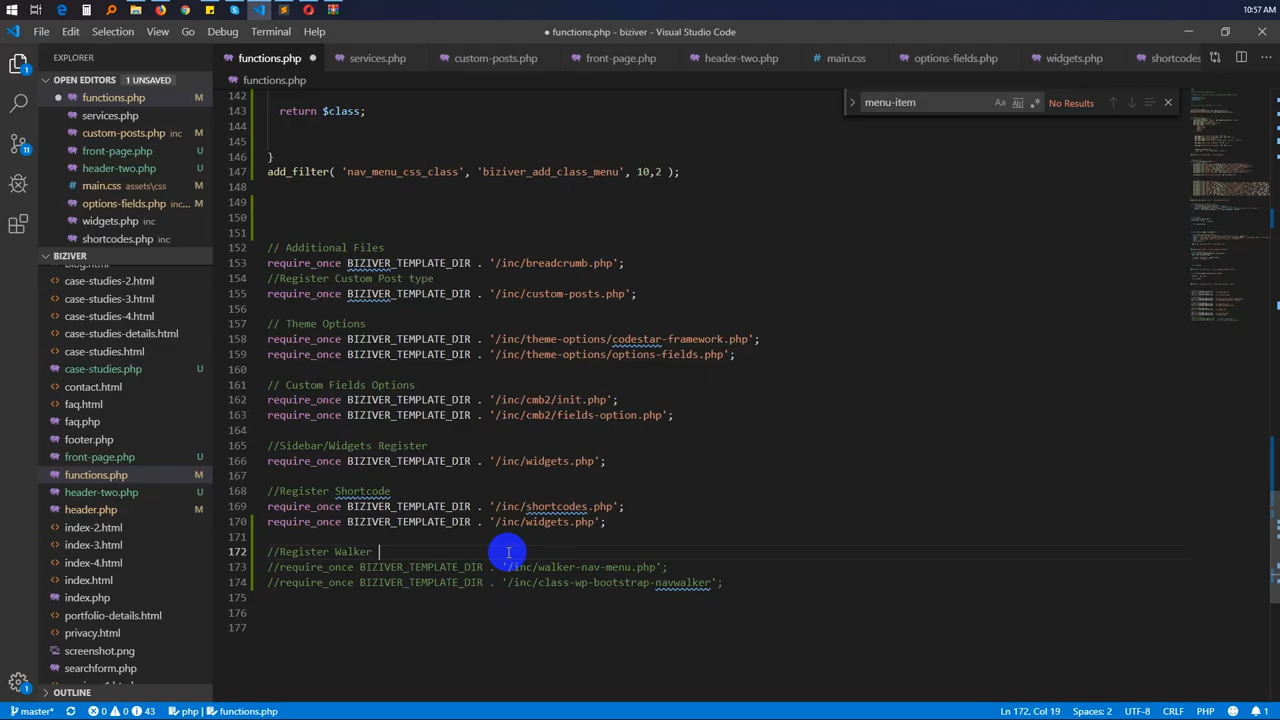 10:57 AM
File Edit Selection View Go Debug Terminal Help
● functions.php - biziver - Visual Studio Code
EXPLORER
functions.php services.php custom-posts.php front-page.php header-two.php main.css options-fields.php widgets.php shortcodes
OPEN EDITORS 1 UNSAVED
functions.php
functions.php M
services.php
custom-posts.php inc M
front-page.php M
header-two.php M
main.css assets\css M
options-fields.php inc... M
widgets.php inc M
shortcodes.php inc M
BIZIVER
case-studies-2.html
case-studies-3.html
case-studies-4.html
case-studies-details.html
case-studies.html
case-studies.php M
contact.html
faq.html
faq.php
footer.php
front-page.php M
functions.php M
header-two.php M
header.php M
index-2.html
index-3.html
index-4.html
index.html
index.php
portfolio-details.html
privacy.html
screenshot.png
searchform.php
OUTLINE
menu-item Aa Abl .* No Results
142
143 return $class;
144
145
146 }
147 add_filter( 'nav_menu_css_class', 'biziver_add_class_menu', 10,2 );
148
149
150
151
152 // Additional Files
153 require_once BIZIVER_TEMPLATE_DIR . '/inc/breadcrumb.php';
154 //Register Custom Post type
155 require_once BIZIVER_TEMPLATE_DIR . '/inc/custom-posts.php';
156
157 // Theme Options
158 require_once BIZIVER_TEMPLATE_DIR . '/inc/theme-options/codestar-framework.php';
159 require_once BIZIVER_TEMPLATE_DIR . '/inc/theme-options/options-fields.php';
160
161 // Custom Fields Options
162 require_once BIZIVER_TEMPLATE_DIR . '/inc/cmb2/init.php';
163 require_once BIZIVER_TEMPLATE_DIR . '/inc/cmb2/fields-option.php';
164
165 //Sidebar/Widgets Register
166 require_once BIZIVER_TEMPLATE_DIR . '/inc/widgets.php';
167
168 //Register Shortcode
169 require_once BIZIVER_TEMPLATE_DIR . '/inc/shortcodes.php';
170 require_once BIZIVER_TEMPLATE_DIR . '/inc/widgets.php';
171
172 //Register Walker
173 //require_once BIZIVER_TEMPLATE_DIR . '/inc/walker-nav-menu.php';
174 //require_once BIZIVER_TEMPLATE_DIR . '/inc/class-wp-bootstrap-navwalker';
175
176
177
1
11
1
master* 0 0 43 php functions.php Ln 172, Col 19 Spaces: 2 UTF-8 CRLF PHP 1